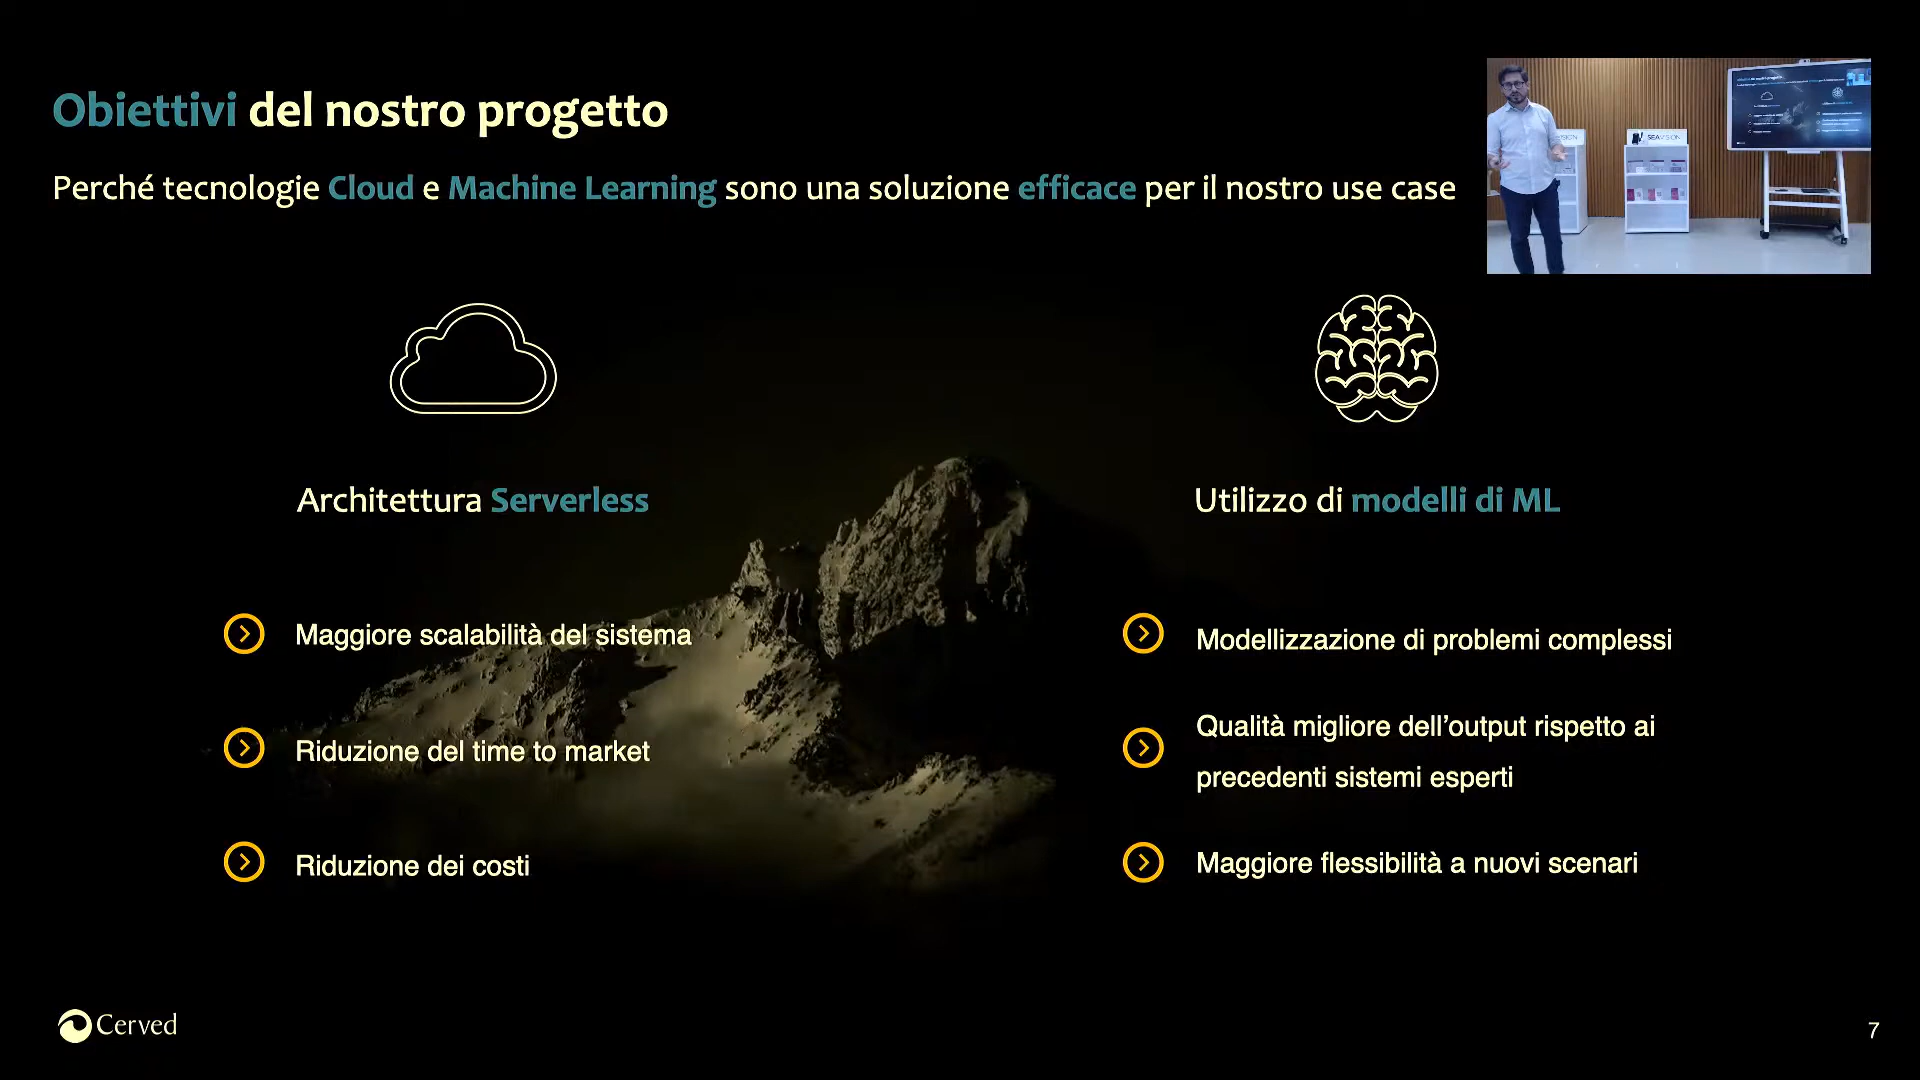 Obiettivi del nostro progetto
Perché tecnologie Cloud e Machine Learning sono una soluzione efficace per il nostro use case
SEAVISION
Architettura Serverless
Maggiore scalabilità del sistema
Riduzione del time to market
Riduzione dei costi
Utilizzo di modelli di ML
Modellizzazione di problemi complessi
Qualità migliore dell’output rispetto ai
precedenti sistemi esperti
Maggiore flessibilità a nuovi scenari
Cerved
7